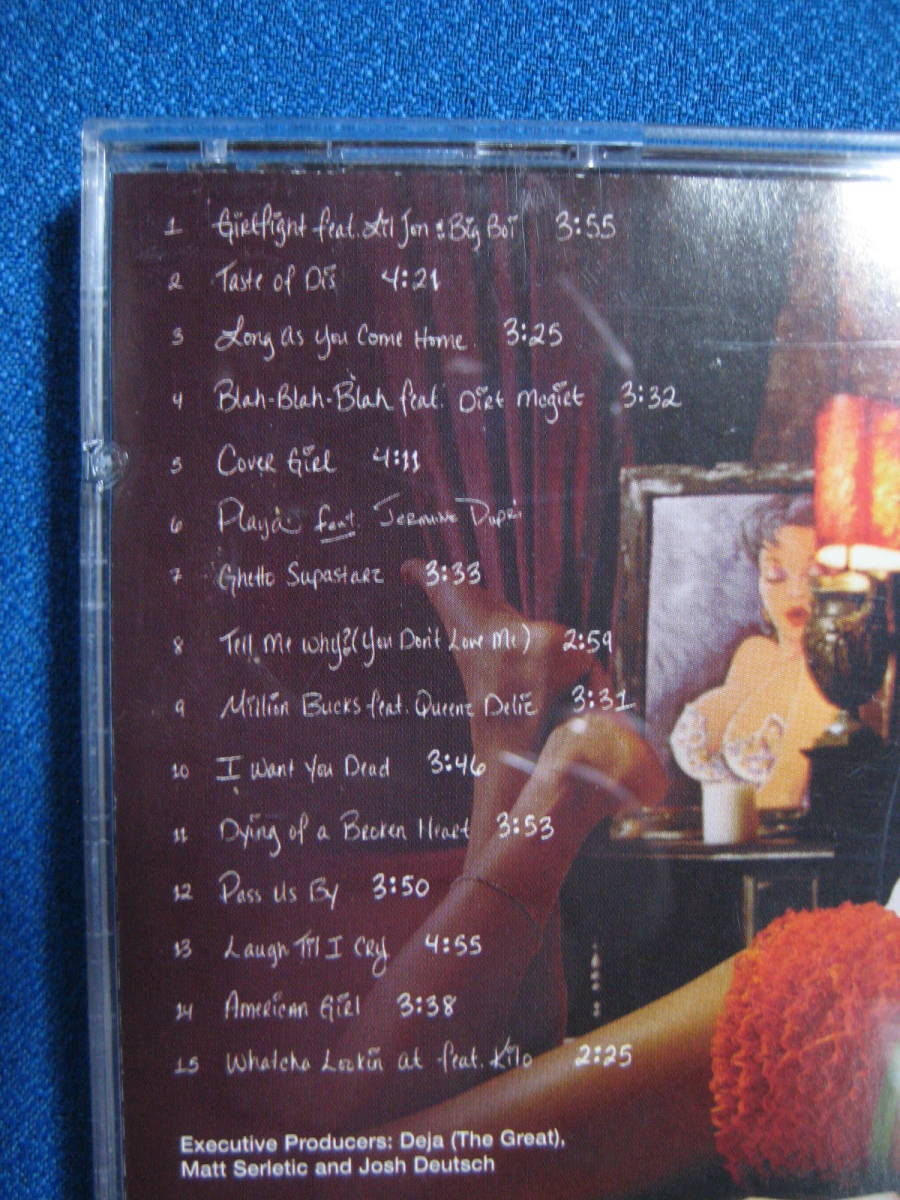 1 Girlfight feat. Lil Jon & Big Boi 3:55
2 Taste of Dis 4:21
3 Long as You Come Home 3:25
4 Blah-Blah-Blah feat. Dirt McGirt 3:32
5 Cover Girl 4:11
6 Playa feat. Jermine Dupri
7 Ghetto Supastarz 3:33
8 Tell Me Why?(You Don't Love Me) 2:59
9 Million Bucks feat. Queenz Deliz 3:31
10 I Want You Dead 3:46
11 Dying of a Broken Heart 3:53
12 Pass Us By 3:50
13 Laugh Til I Cry 4:55
14 American Girl 3:38
15 Whatcha Lookin at feat. Kilo 2:25
Executive Producers: Deja (The Great),
Matt Serletic and Josh Deutsch